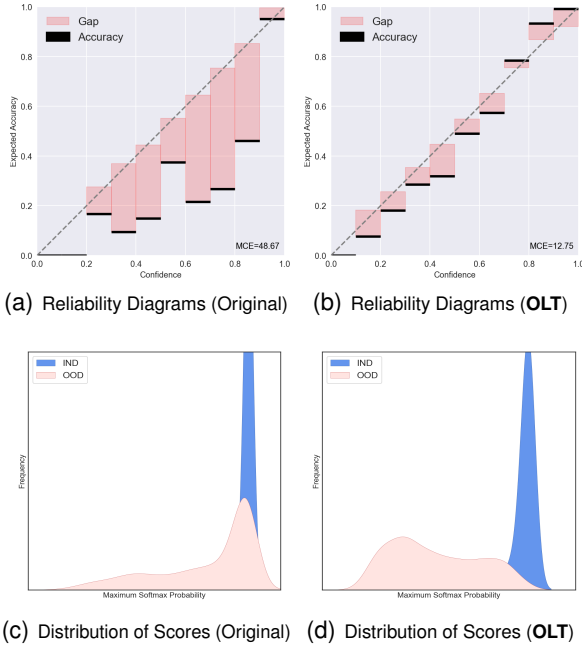 Gap
Accuracy
1.0
0.8
0.6
0.4
0.2
0.0
Expected Accuracy
MCE=48.67
0.0 0.2 0.4 0.6 0.8 1.0
Confidence
(a) Reliability Diagrams (Original)
Gap
Accuracy
1.0
0.8
0.6
0.4
0.2
0.0
Expected Accuracy
MCE=12.75
0.0 0.2 0.4 0.6 0.8 1.0
Confidence
(b) Reliability Diagrams (OLT)
IND
OOD
Frequency
Maximum Softmax Probability
(c) Distribution of Scores (Original)
IND
OOD
Frequency
Maximum Softmax Probability
(d) Distribution of Scores (OLT)